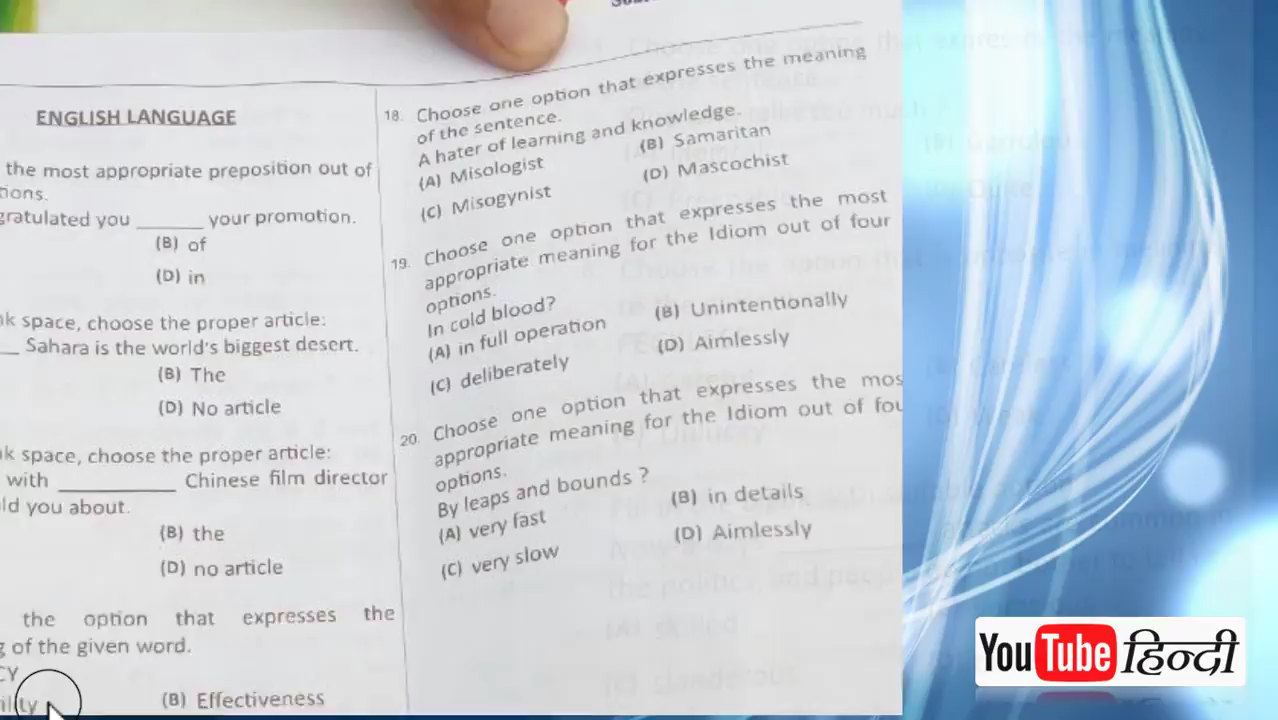 ENGLISH LANGUAGE
the most appropriate preposition out of
gratulated you ______ your promotion.
(B) of
(D) in
space, choose the proper article:
__ Sahara is the world's biggest desert.
(B) The
(D) No article
space, choose the proper article:
with __________ Chinese film director
you about.
(B) the
(D) no article
the option that expresses the
of the given word.
(B) Effectiveness
18. Choose one option that expresses the meaning
of the sentence.
A hater of learning and knowledge.
(A) Misologist (B) Samaritan
(C) Misogynist (D) Mascochist
19. Choose one option that expresses the most
appropriate meaning for the Idiom out of four
options.
In cold blood?
(A) in full operation (B) Unintentionally
(C) deliberately (D) Aimlessly
20. Choose one option that expresses the mos
appropriate meaning for the Idiom out of fou
options.
By leaps and bounds ?
(A) very fast (B) in details
(C) very slow (D) Aimlessly
YouTube हिन्दी